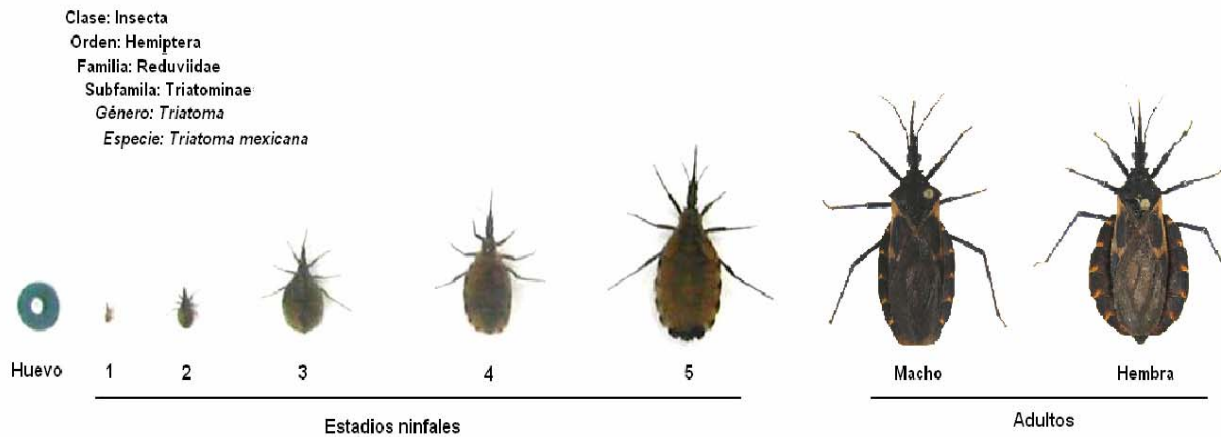 Clase: Insecta
Orden: Hemiptera
Familia: Reduviidae
Subfamila: Triatominae
Género: Triatoma
Especie: Triatoma mexicana
Huevo 1 2 3 4 5 Macho Hembra
Estadios ninfales Adultos